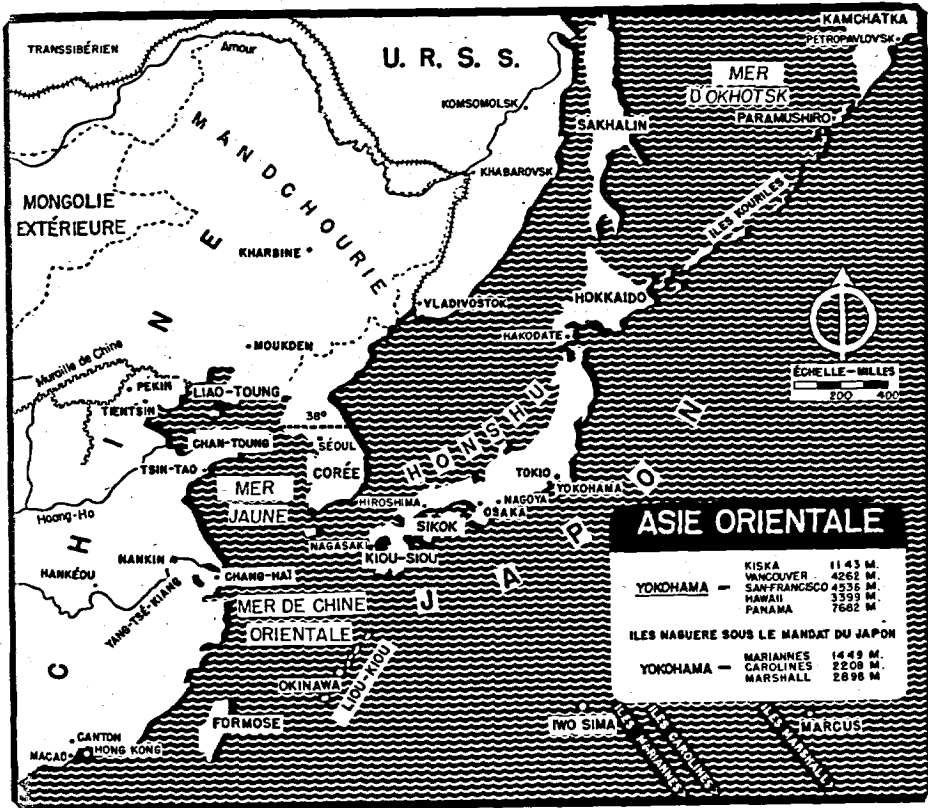 KAMCHATKA
PETROPAVLOVSK
TRANSSIBÉRIEN
Amour
U. R. S. S.
MER
D'OKHOTSK
KOMSOMOLSK
SAKHALIN
PARAMUSHIRO
MANDCHOURIE
KHABAROVSK
MONGOLIE
EXTÉRIEURE
ILES KOURILES
KHARBINE
VLADIVOSTOK
HOKKAIDO
HAKODATE
MOUKDEN
Muraille de Chine
PEKIN
LIAO-TOUNG
TIENTSIN
ÉCHELLE-MILLES
200 400
38°
CHAN-TOUNG
SÉOUL
CORÉE
HONSHU
TSIN-TAO
MER
JAUNE
TOKIO
YOKOHAMA
NAGOYA
OSAKA
HIROSHIMA
SIKOK
Hoang-Ho
NAGASAKI
KIOU-SIOU
JAPON
NANKIN
HANKÉOU
CHANG-HAÏ
YANG-TSÉ-KIANG
CHINE
MER DE CHINE
ORIENTALE
LIOU-KIOU
OKINAWA
FORMOSE
CANTON
HONG KONG
MACAO
ASIE ORIENTALE
YOKOHAMA —
KISKA 1143 M.
VANCOUVER 4262 M.
SAN-FRANCISCO 4536 M.
HAWAII 3399 M.
PANAMA 7682 M.
ILES NAGUERE SOUS LE MANDAT DU JAPON
YOKOHAMA —
MARIANNES 1449 M.
CAROLINES 2208 M.
MARSHALL 2898 M.
IWO SIMA
ILES MARIANNES
ILES CAROLINES
ILES MARSHALL
MARCUS